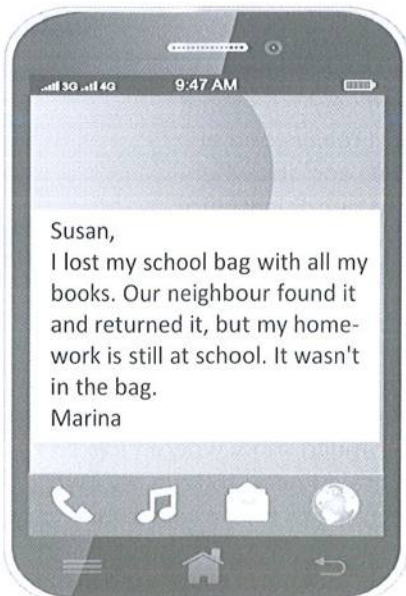 3G 4G 9:47 AM
Susan,
I lost my school bag with all my
books. Our neighbour found it
and returned it, but my home-
work is still at school. It wasn't
in the bag.
Marina